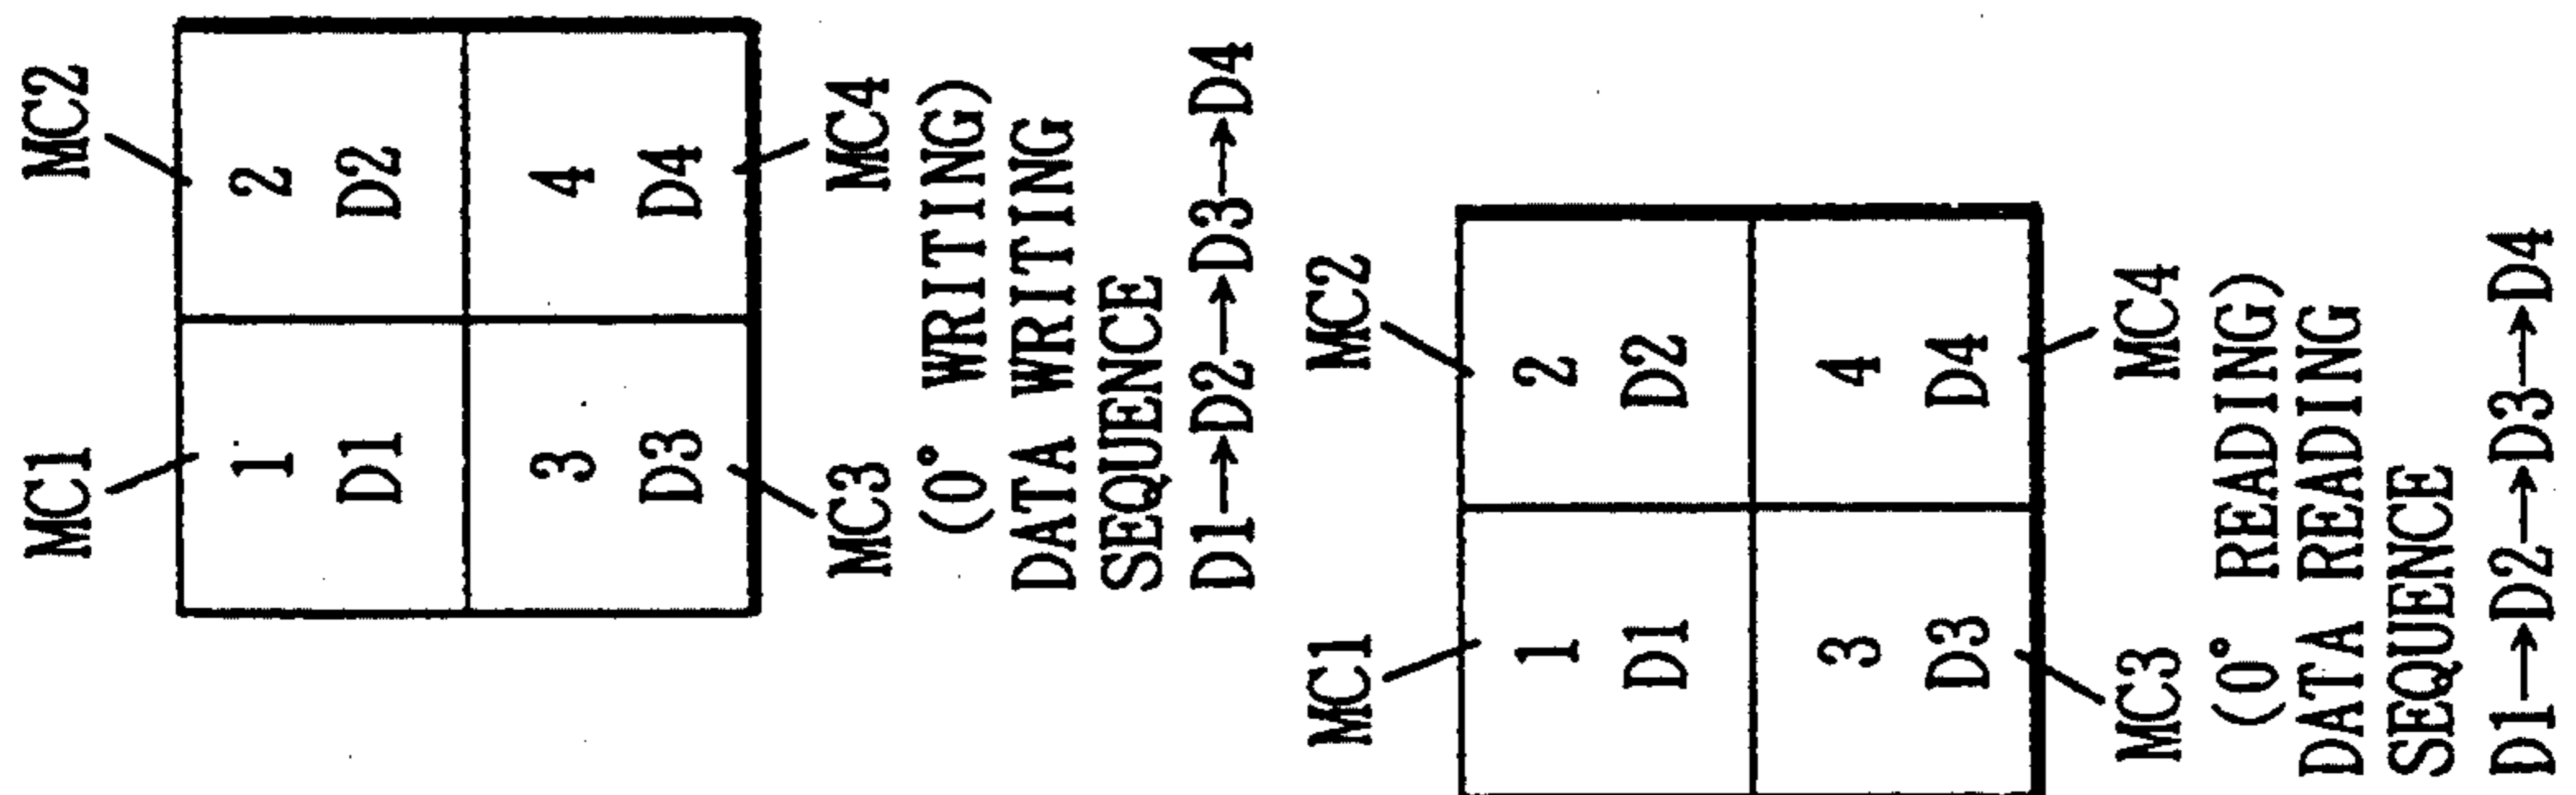 MC1 MC2
1 2
D1 D2
3 4
D3 D4
MC3 MC4
(0° WRITING)
DATA WRITING
SEQUENCE
D1→D2→D3→D4
MC1 MC2
1 2
D1 D2
3 4
D3 D4
MC3 MC4
(0° READING)
DATA READING
SEQUENCE
D1→D2→D3→D4